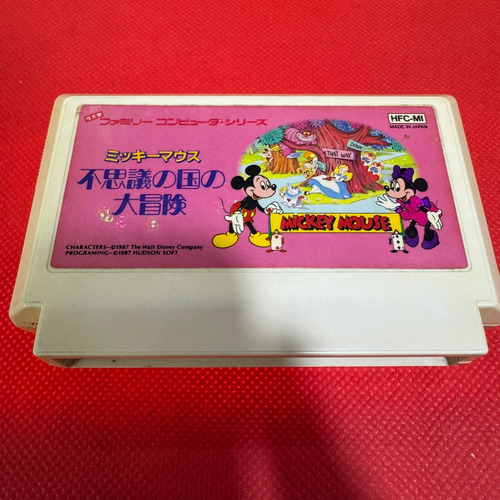 ファミリー コンピュータ・シリーズ
HFC-MI
MADE IN JAPAN
ミッキーマウス
不思議の国の
大冒険
DOWN
THAT WAY
MICKEY MOUSE
CHARACTERS—©1987 The Walt Disney Company
PROGRAMING—©1987 HUDSON SOFT